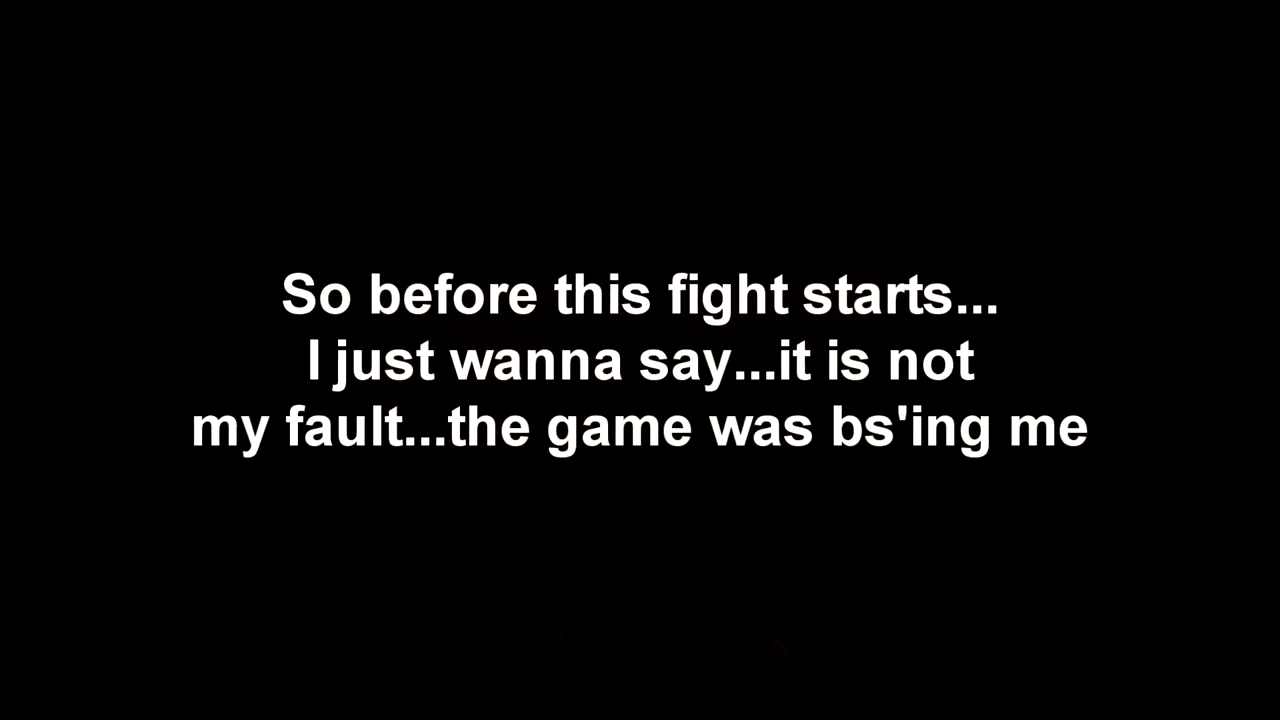 So before this fight starts...
I just wanna say...it is not
my fault...the game was bs'ing me